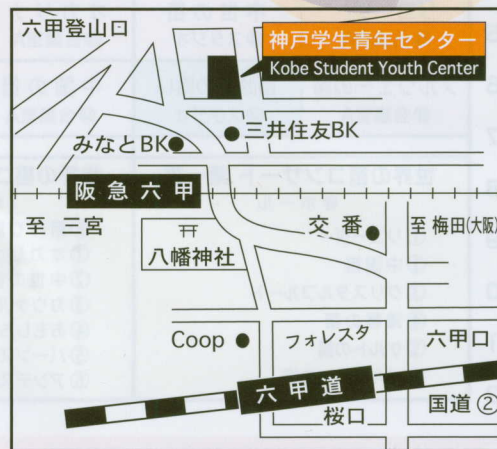 六甲登山口
神戸学生青年センター
Kobe Student Youth Center
三井住友BK
みなとBK
阪急六甲
至 三宮
交番
至 梅田(大阪)
八幡神社
Coop
フォレスタ
六甲口
六甲道
桜口
国道②